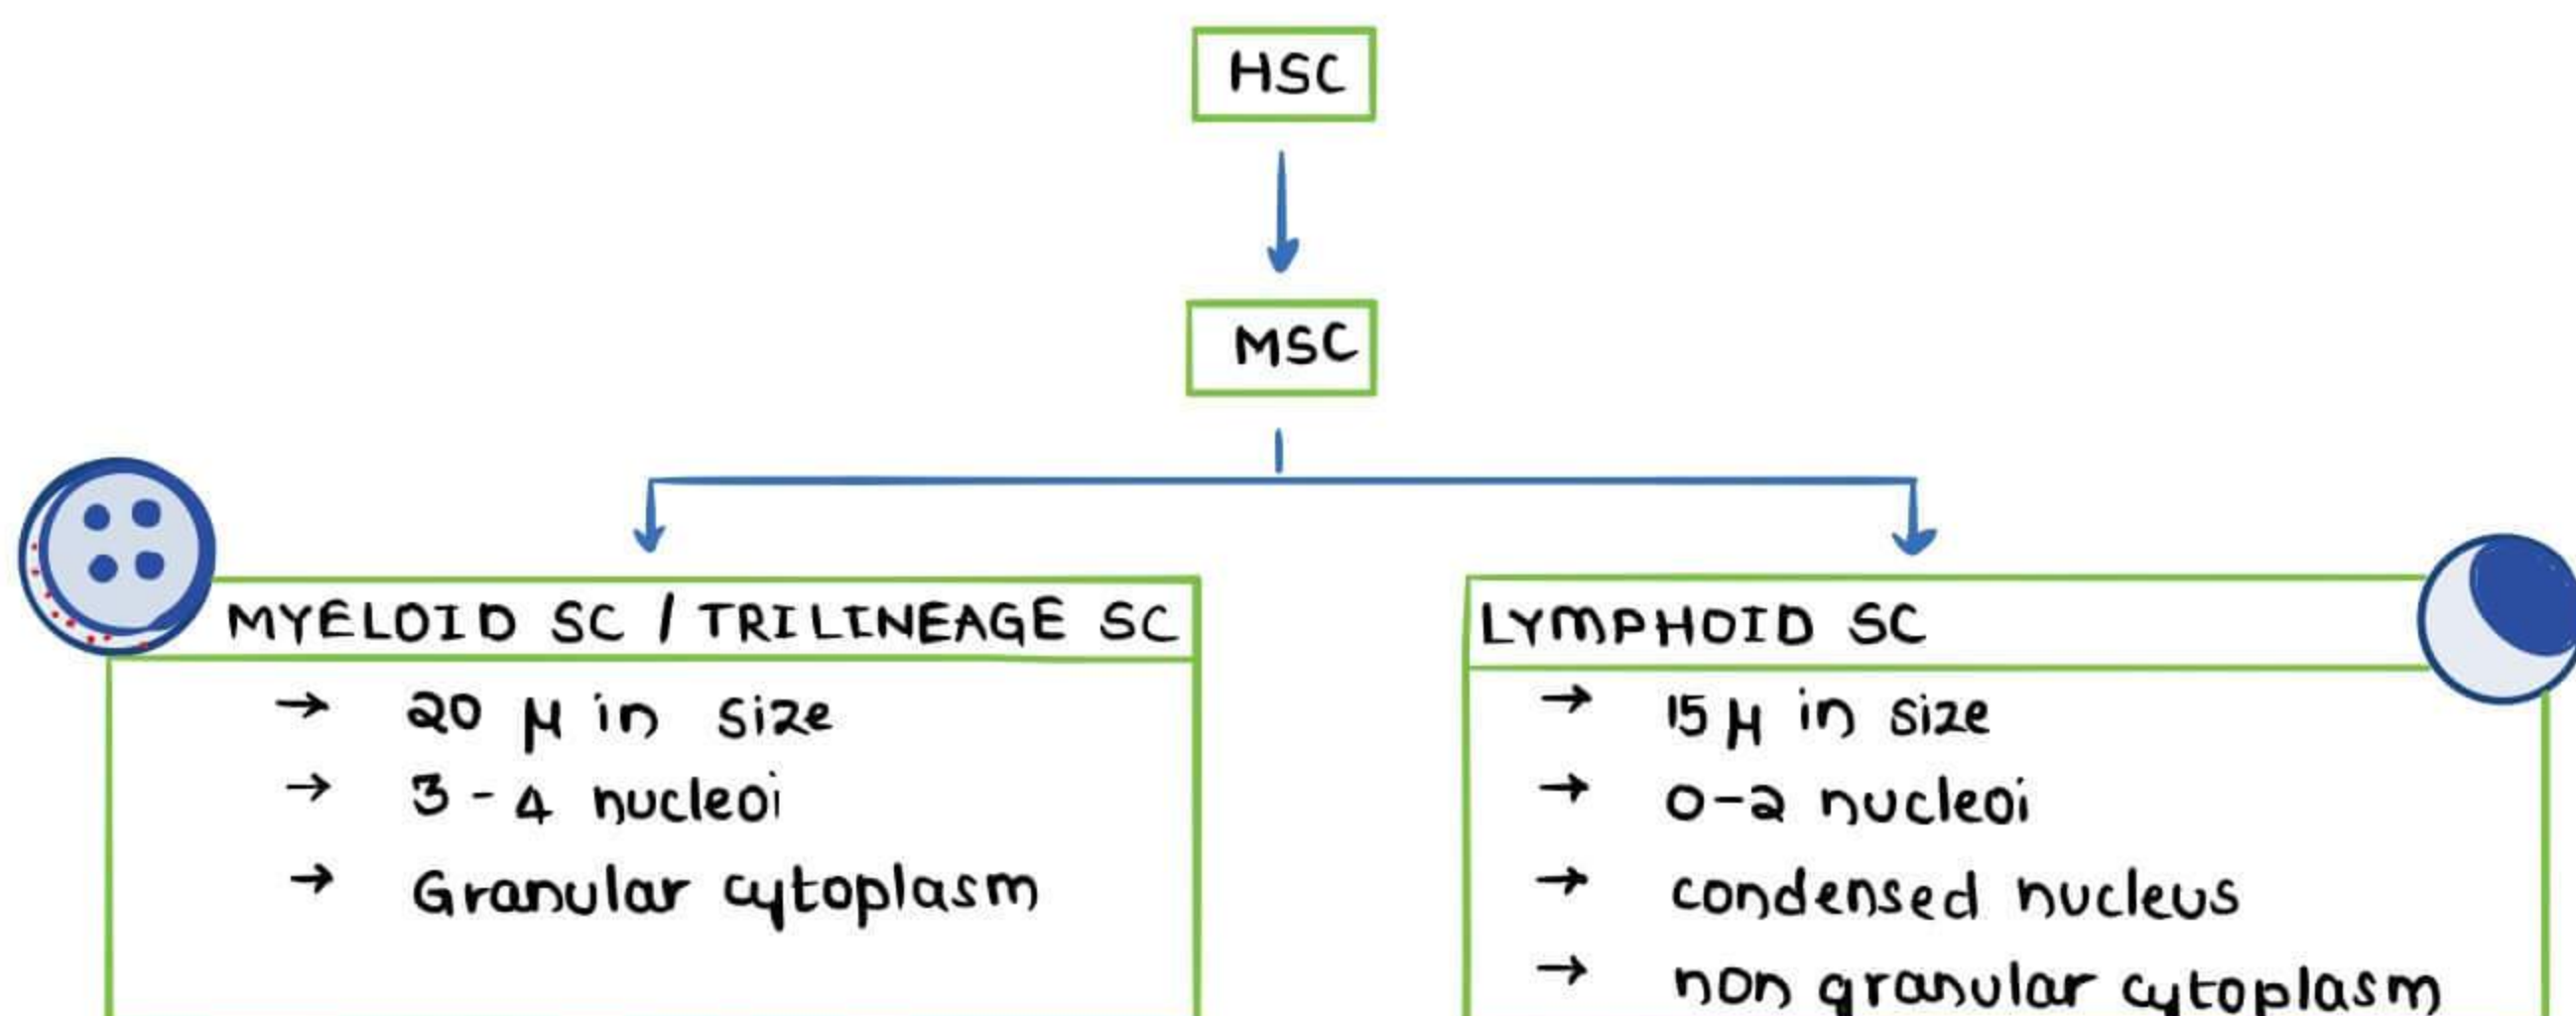 HSC
MSC
MYELOID SC / TRILINEAGE SC
→ 20 μ in size
→ 3 - 4 nucleoi
→ Granular cytoplasm
LYMPHOID SC
→ 15 μ in size
→ 0-2 nucleoi
→ condensed nucleus
→ non granular cytoplasm